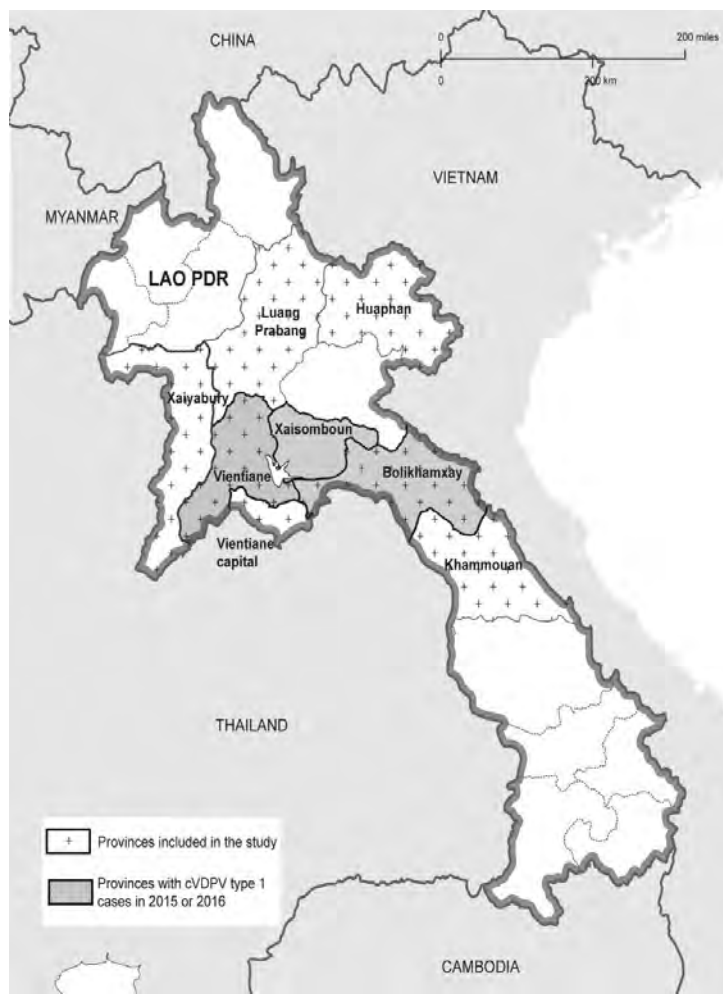 CHINA
0
200 miles
0
200 km
VIETNAM
MYANMAR
LAO PDR
Luang
Prabang
Huaphan
Xaiyabury
Xaisomboun
Vientiane
Bolikhamxay
Vientiane
capital
Khammouan
THAILAND
Provinces included in the study
Provinces with cVDPV type 1
cases in 2015 or 2016
CAMBODIA